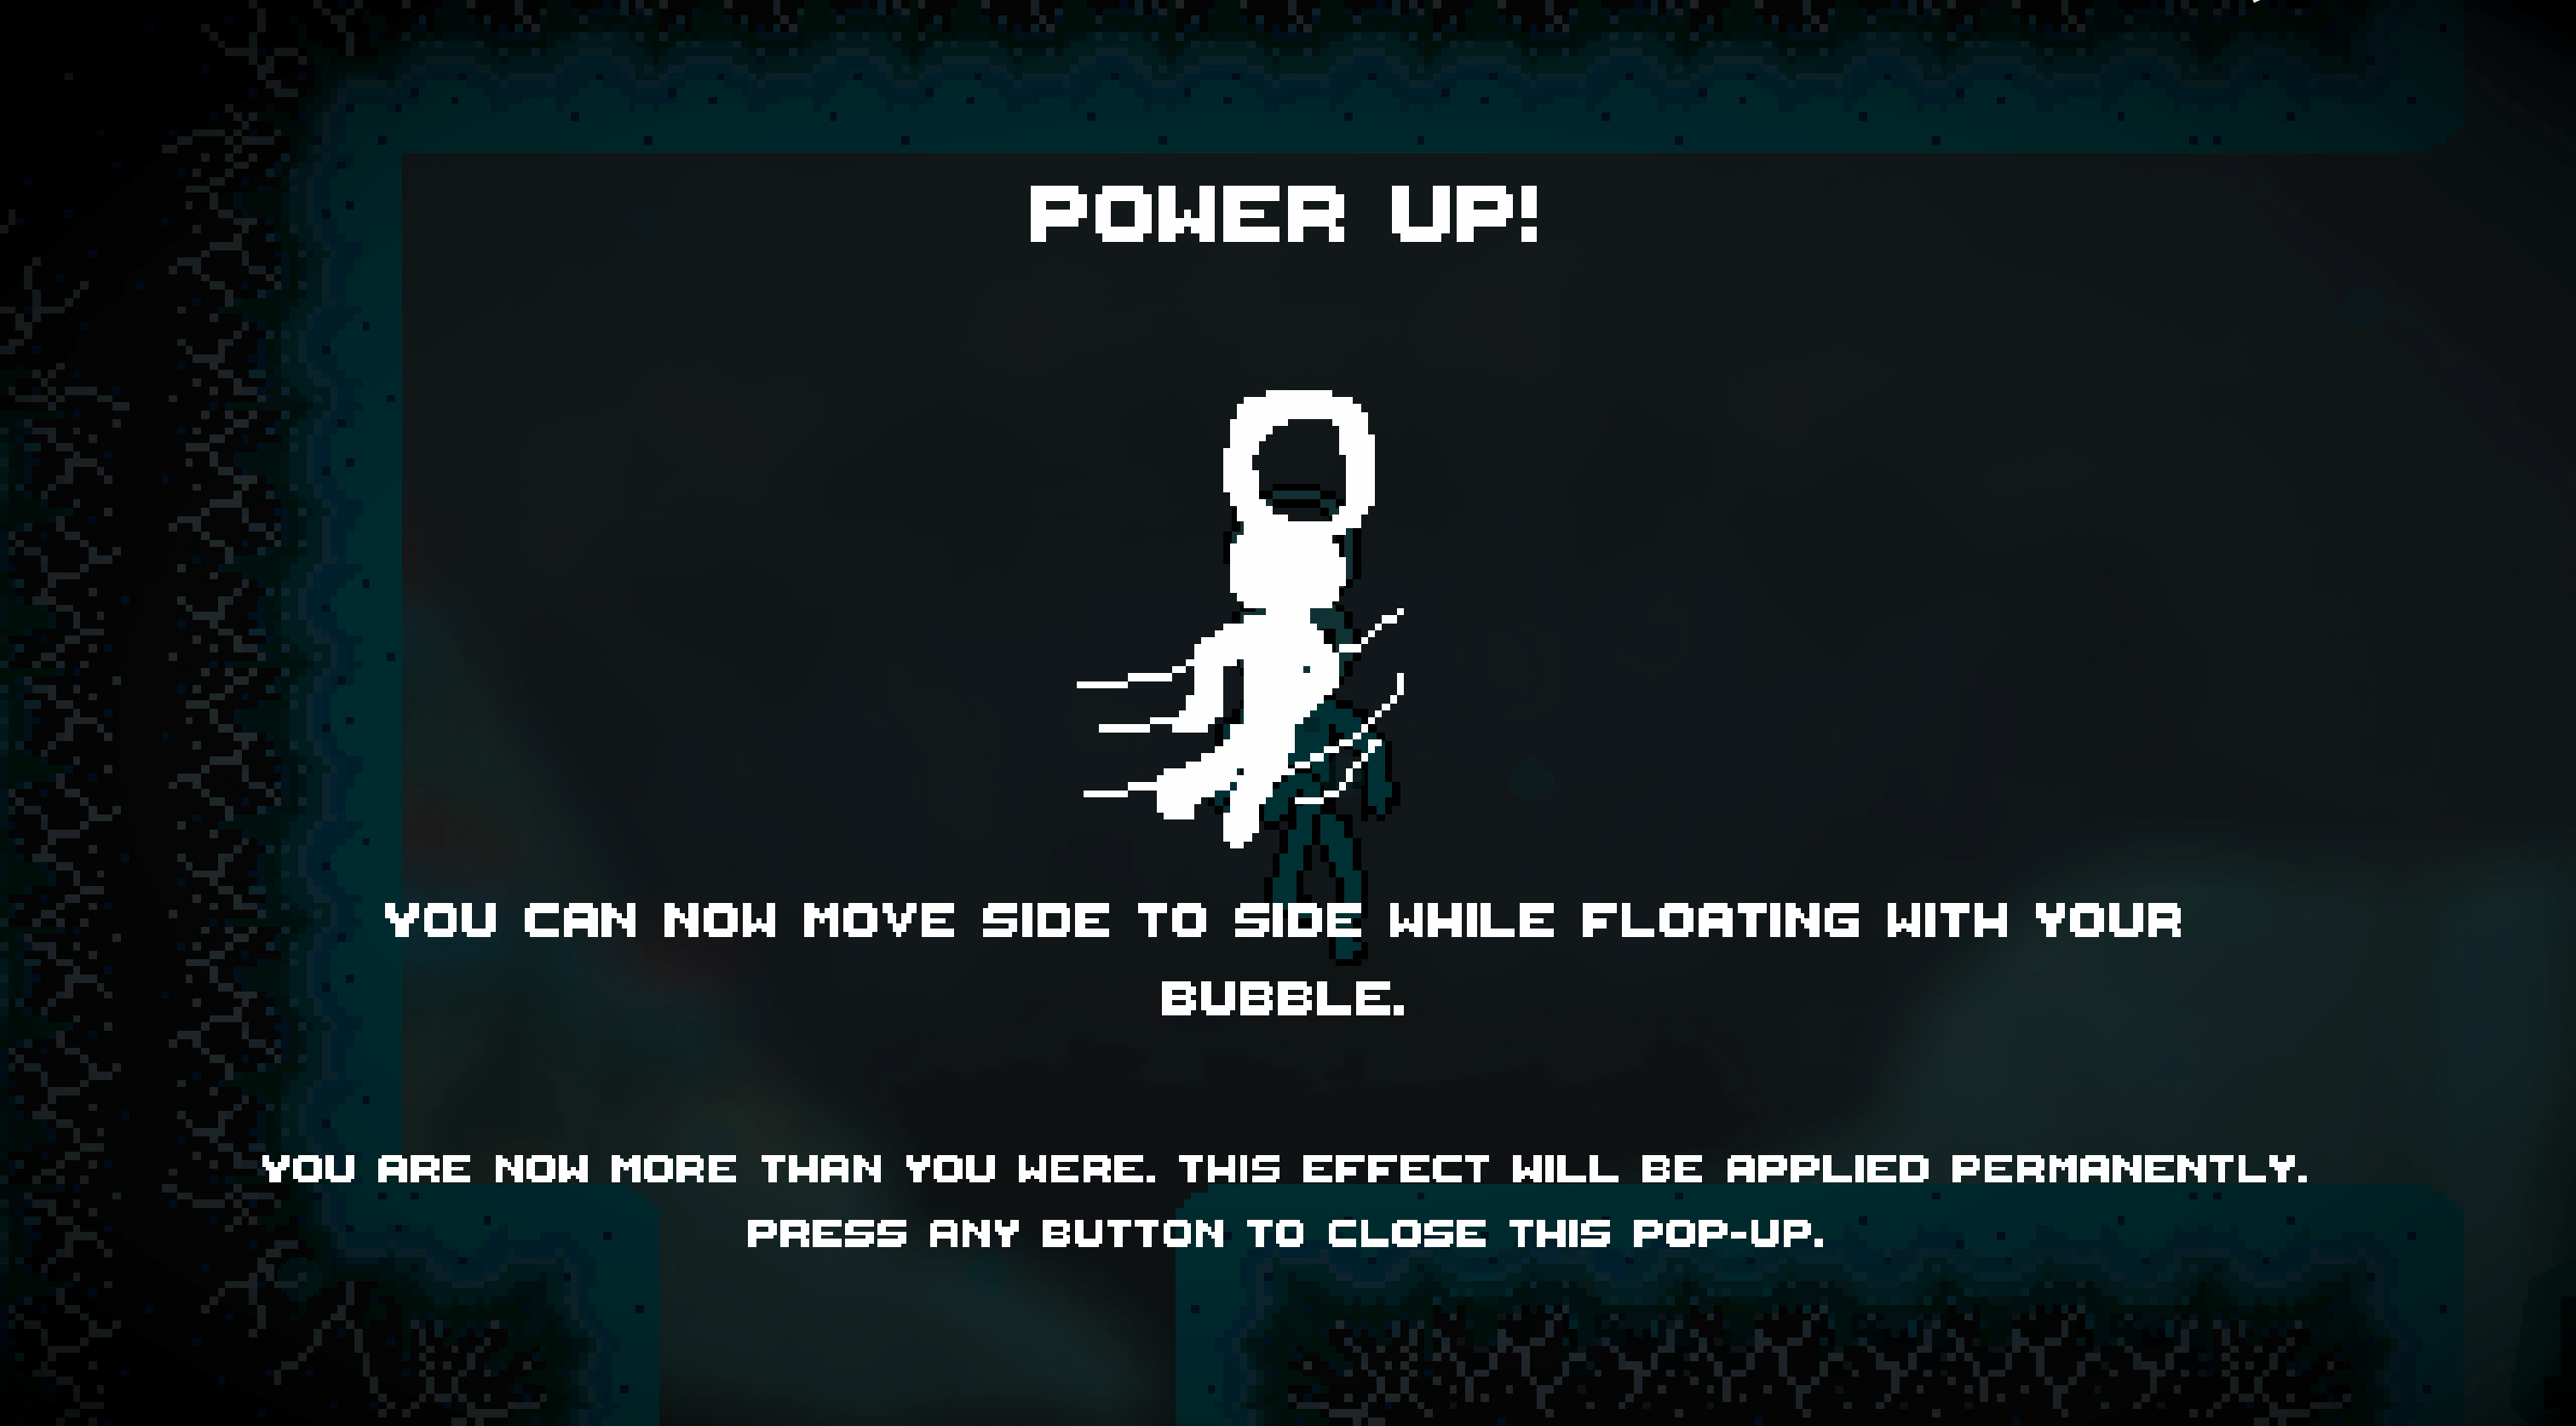 POWER UP!
YOU CAN NOW MOVE SIDE TO SIDE WHILE FLOATING WITH YOUR
BUBBLE.
YOU ARE NOW MORE THAN YOU WERE. THIS EFFECT WILL BE APPLIED PERMANENTLY.
PRESS ANY BUTTON TO CLOSE THIS POP-UP.